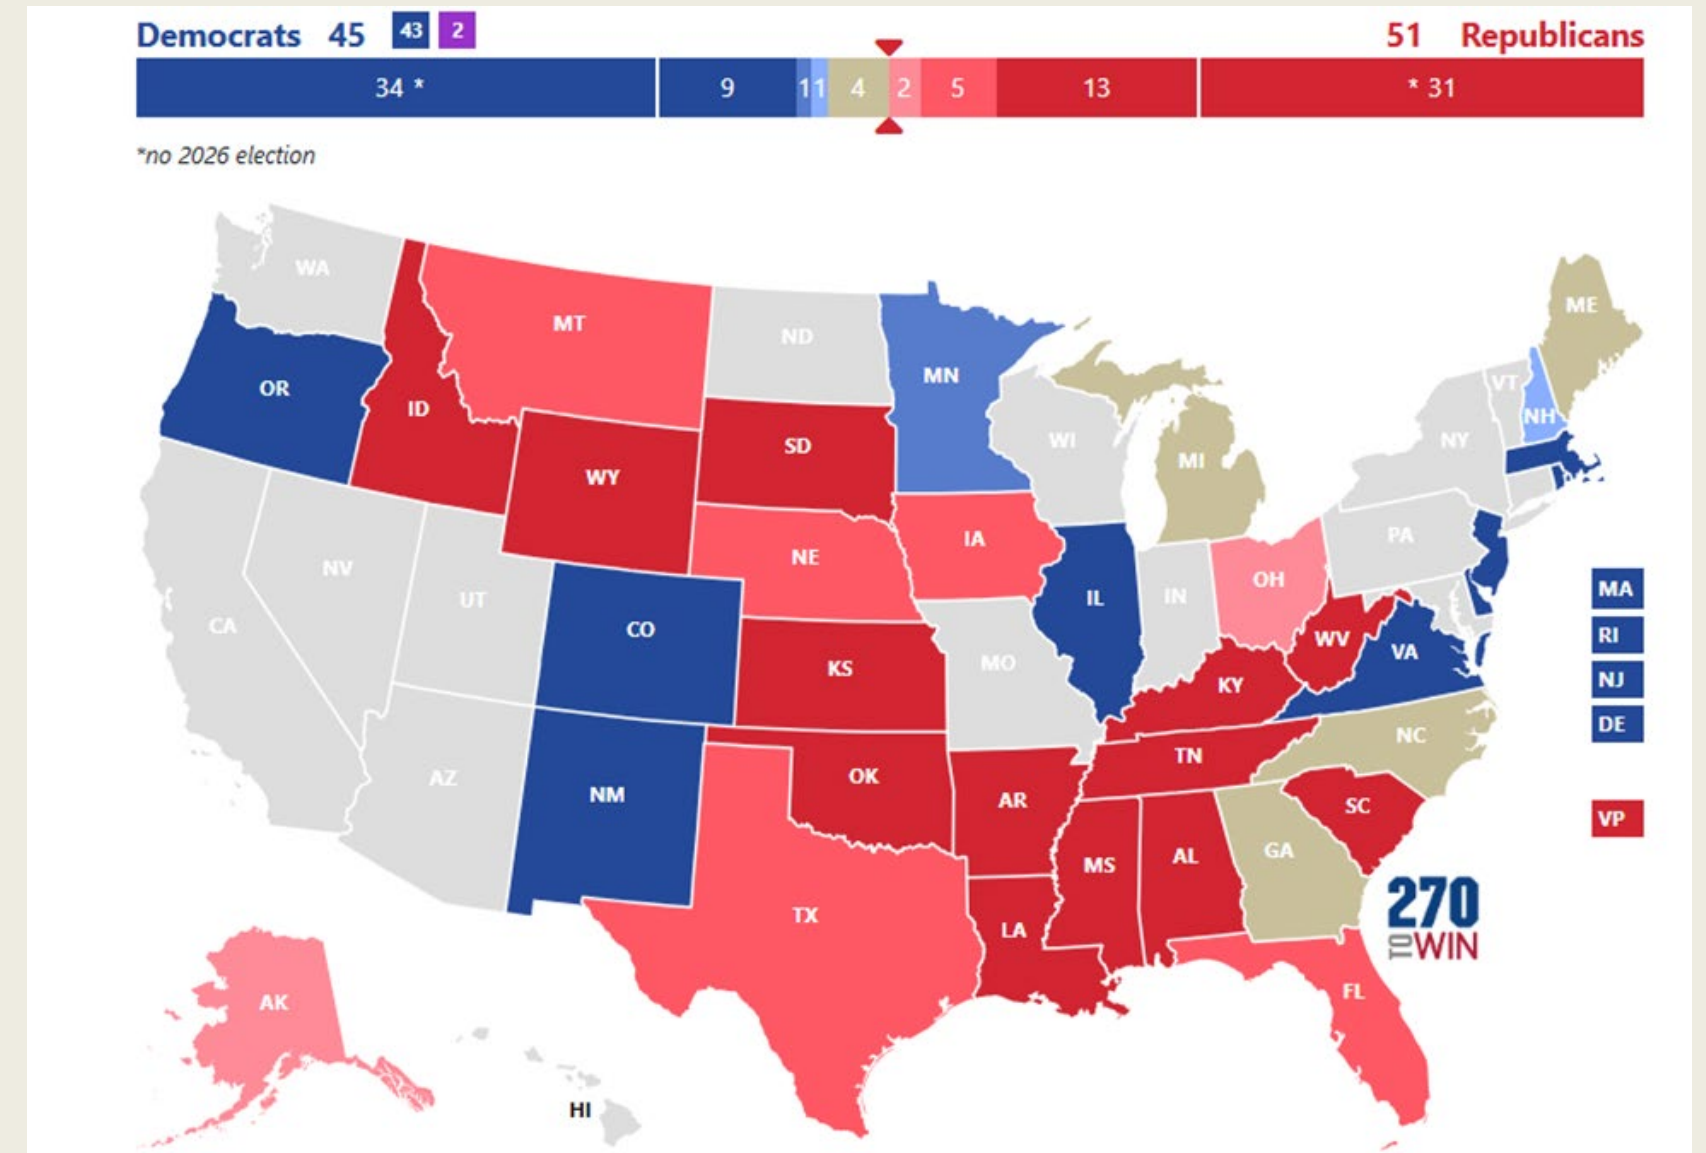 Democrats 45 43 2 51 Republicans
34 * 9 1 1 4 2 5 13 * 31
*no 2026 election
WA
MT
ND
MN
ME
OR
ID
SD
WY
WI
MI
NY
VT
NH
NE
IA
PA
NV
UT
CO
IL
IN
OH
MA
CA
KS
MO
WV
VA
RI
KY
NJ
AZ
NM
OK
AR
TN
NC
DE
TX
LA
MS
AL
GA
SC
VP
270
TO WIN
AK
FL
HI